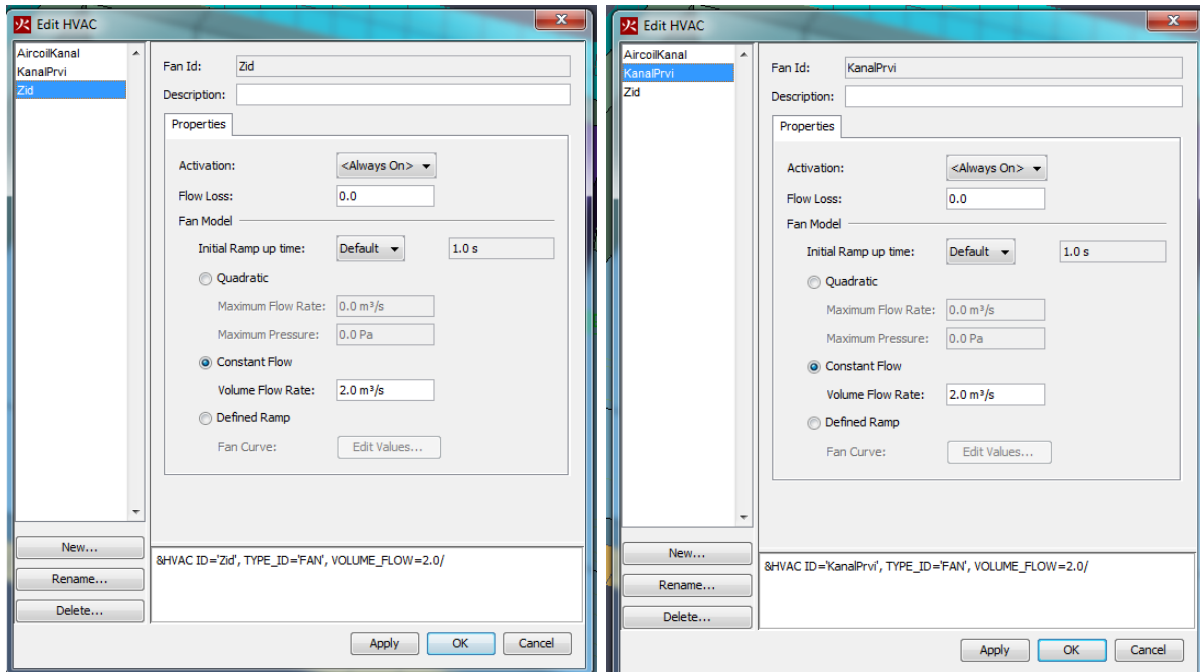 Edit HVAC
AircoilKanal
KanalPrvi
Zid
Fan Id: Zid
Description:
Properties
Activation: <Always On>
Flow Loss: 0.0
Fan Model
Initial Ramp up time: Default 1.0 s
Quadratic
Maximum Flow Rate: 0.0 m³/s
Maximum Pressure: 0.0 Pa
Constant Flow
Volume Flow Rate: 2.0 m³/s
Defined Ramp
Fan Curve: Edit Values...
New...
Rename...
Delete...
&HVAC ID='Zid', TYPE_ID='FAN', VOLUME_FLOW=2.0/
Apply OK Cancel
Edit HVAC
AircoilKanal
KanalPrvi
Zid
Fan Id: KanalPrvi
Description:
Properties
Activation: <Always On>
Flow Loss: 0.0
Fan Model
Initial Ramp up time: Default 1.0 s
Quadratic
Maximum Flow Rate: 0.0 m³/s
Maximum Pressure: 0.0 Pa
Constant Flow
Volume Flow Rate: 2.0 m³/s
Defined Ramp
Fan Curve: Edit Values...
New...
Rename...
Delete...
&HVAC ID='KanalPrvi', TYPE_ID='FAN', VOLUME_FLOW=2.0/
Apply OK Cancel